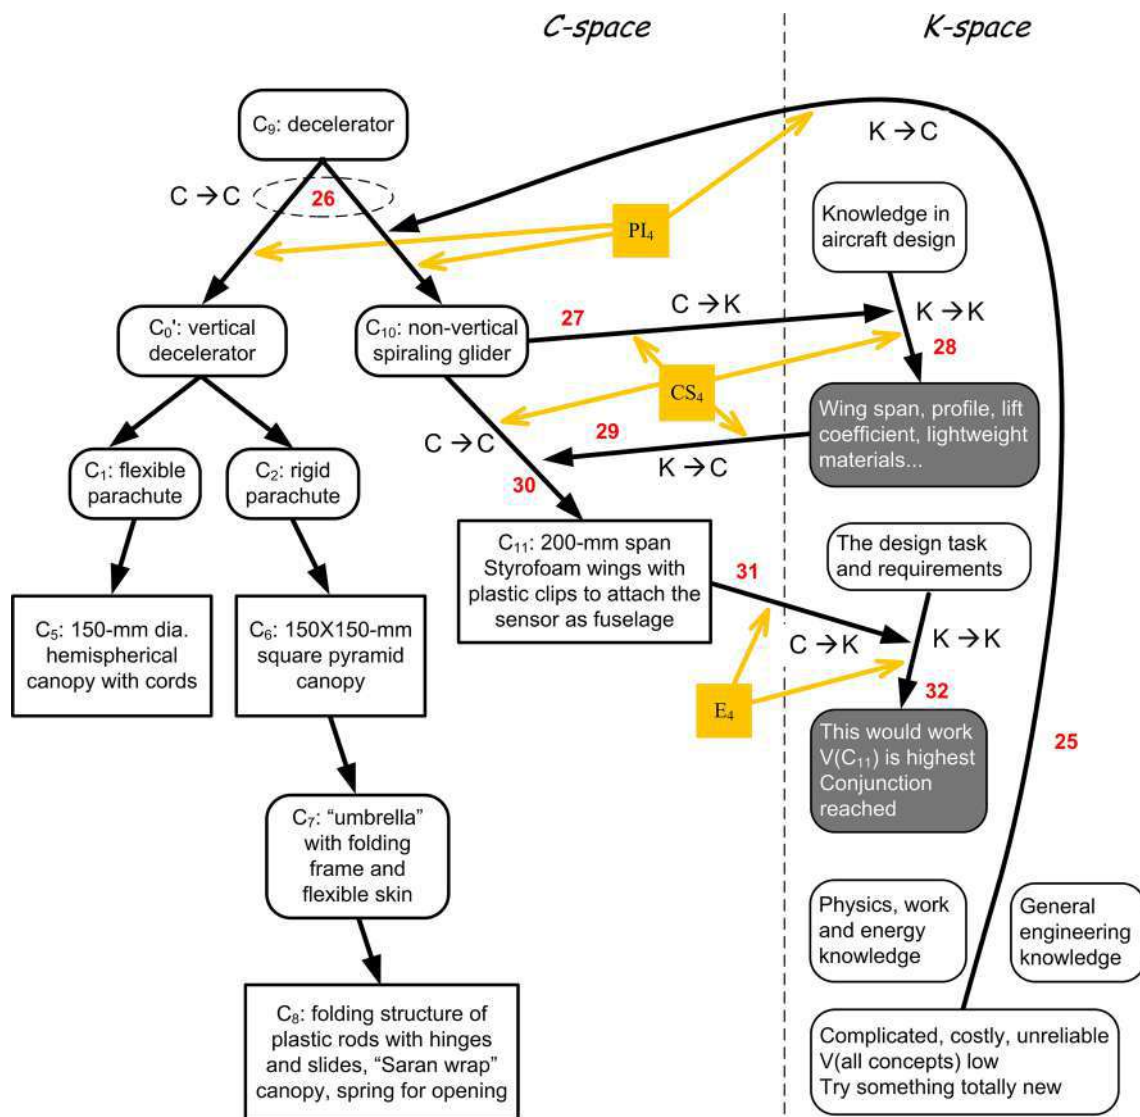 C-space
K-space
C₉: decelerator
K → C
C → C
26
PI₄
Knowledge in
aircraft design
C₀': vertical
decelerator
C₁₀: non-vertical
spiraling glider
27
C → K
K → K
28
CS₄
C₁: flexible
parachute
C₂: rigid
parachute
C → C
29
K → C
30
Wing span, profile, lift
coefficient, lightweight
materials...
C₁₁: 200-mm span
Styrofoam wings with
plastic clips to attach the
sensor as fuselage
31
The design task
and requirements
C → K
K → K
32
E₄
C₅: 150-mm dia.
hemispherical
canopy with cords
C₆: 150X150-mm
square pyramid
canopy
This would work
V(C₁₁) is highest
Conjunction
reached
25
C₇: “umbrella”
with folding
frame and
flexible skin
Physics, work
and energy
knowledge
General
engineering
knowledge
C₈: folding structure of
plastic rods with hinges
and slides, “Saran wrap”
canopy, spring for opening
Complicated, costly, unreliable
V(all concepts) low
Try something totally new